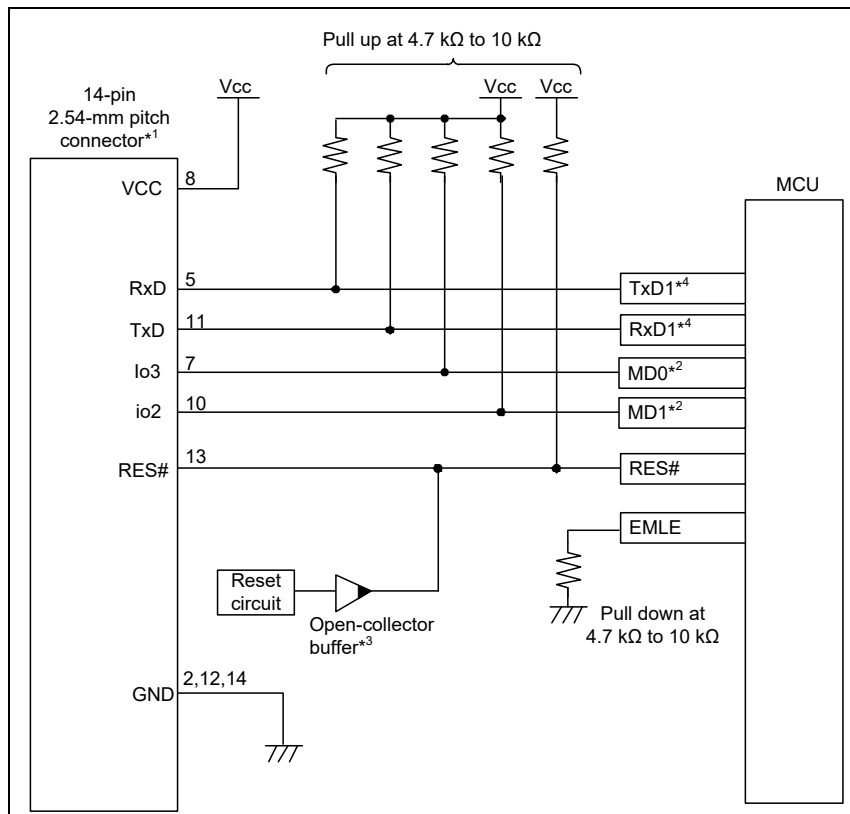 Pull up at 4.7 kΩ to 10 kΩ
14-pin
2.54-mm pitch
connector*1
Vcc
Vcc
Vcc
VCC
8
MCU
RxD
5
TxD1*4
TxD
11
RxD1*4
Io3
7
MD0*2
io2
10
MD1*2
RES#
13
RES#
EMLE
Reset
circuit
Open-collector
buffer*3
Pull down at
4.7 kΩ to 10 kΩ
GND
2,12,14